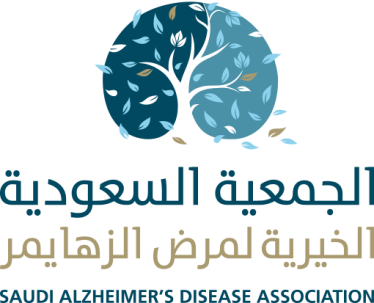 الجمعية السعودية
الخيرية لمرض الزهايمر
SAUDI ALZHEIMER'S DISEASE ASSOCIATION